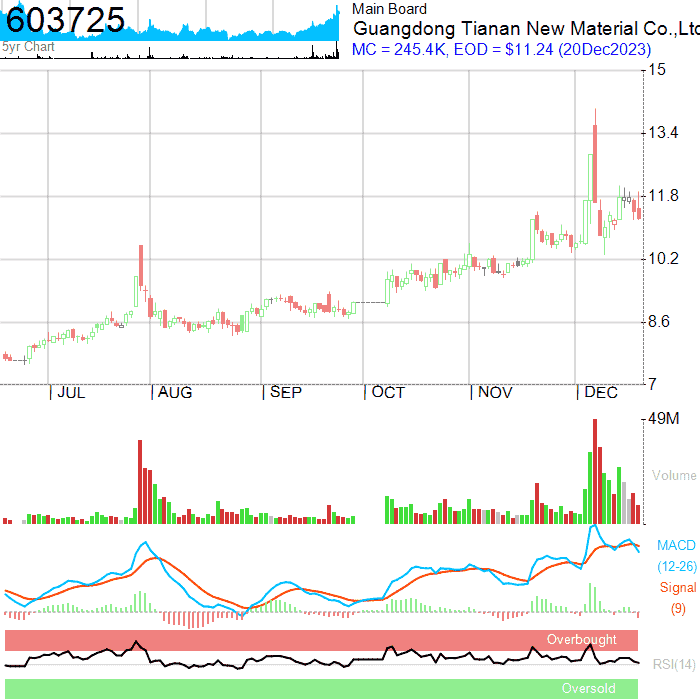 603725
Main Board
Guangdong Tianan New Material Co.,Ltd
MC = 245.4K, EOD = $11.24 (20Dec2023)
5yr Chart
15
13.4
11.8
10.2
8.6
7
JUL AUG SEP OCT NOV DEC
49M
Volume
MACD
(12-26)
Signal
(9)
Overbought
RSI(14)
Oversold